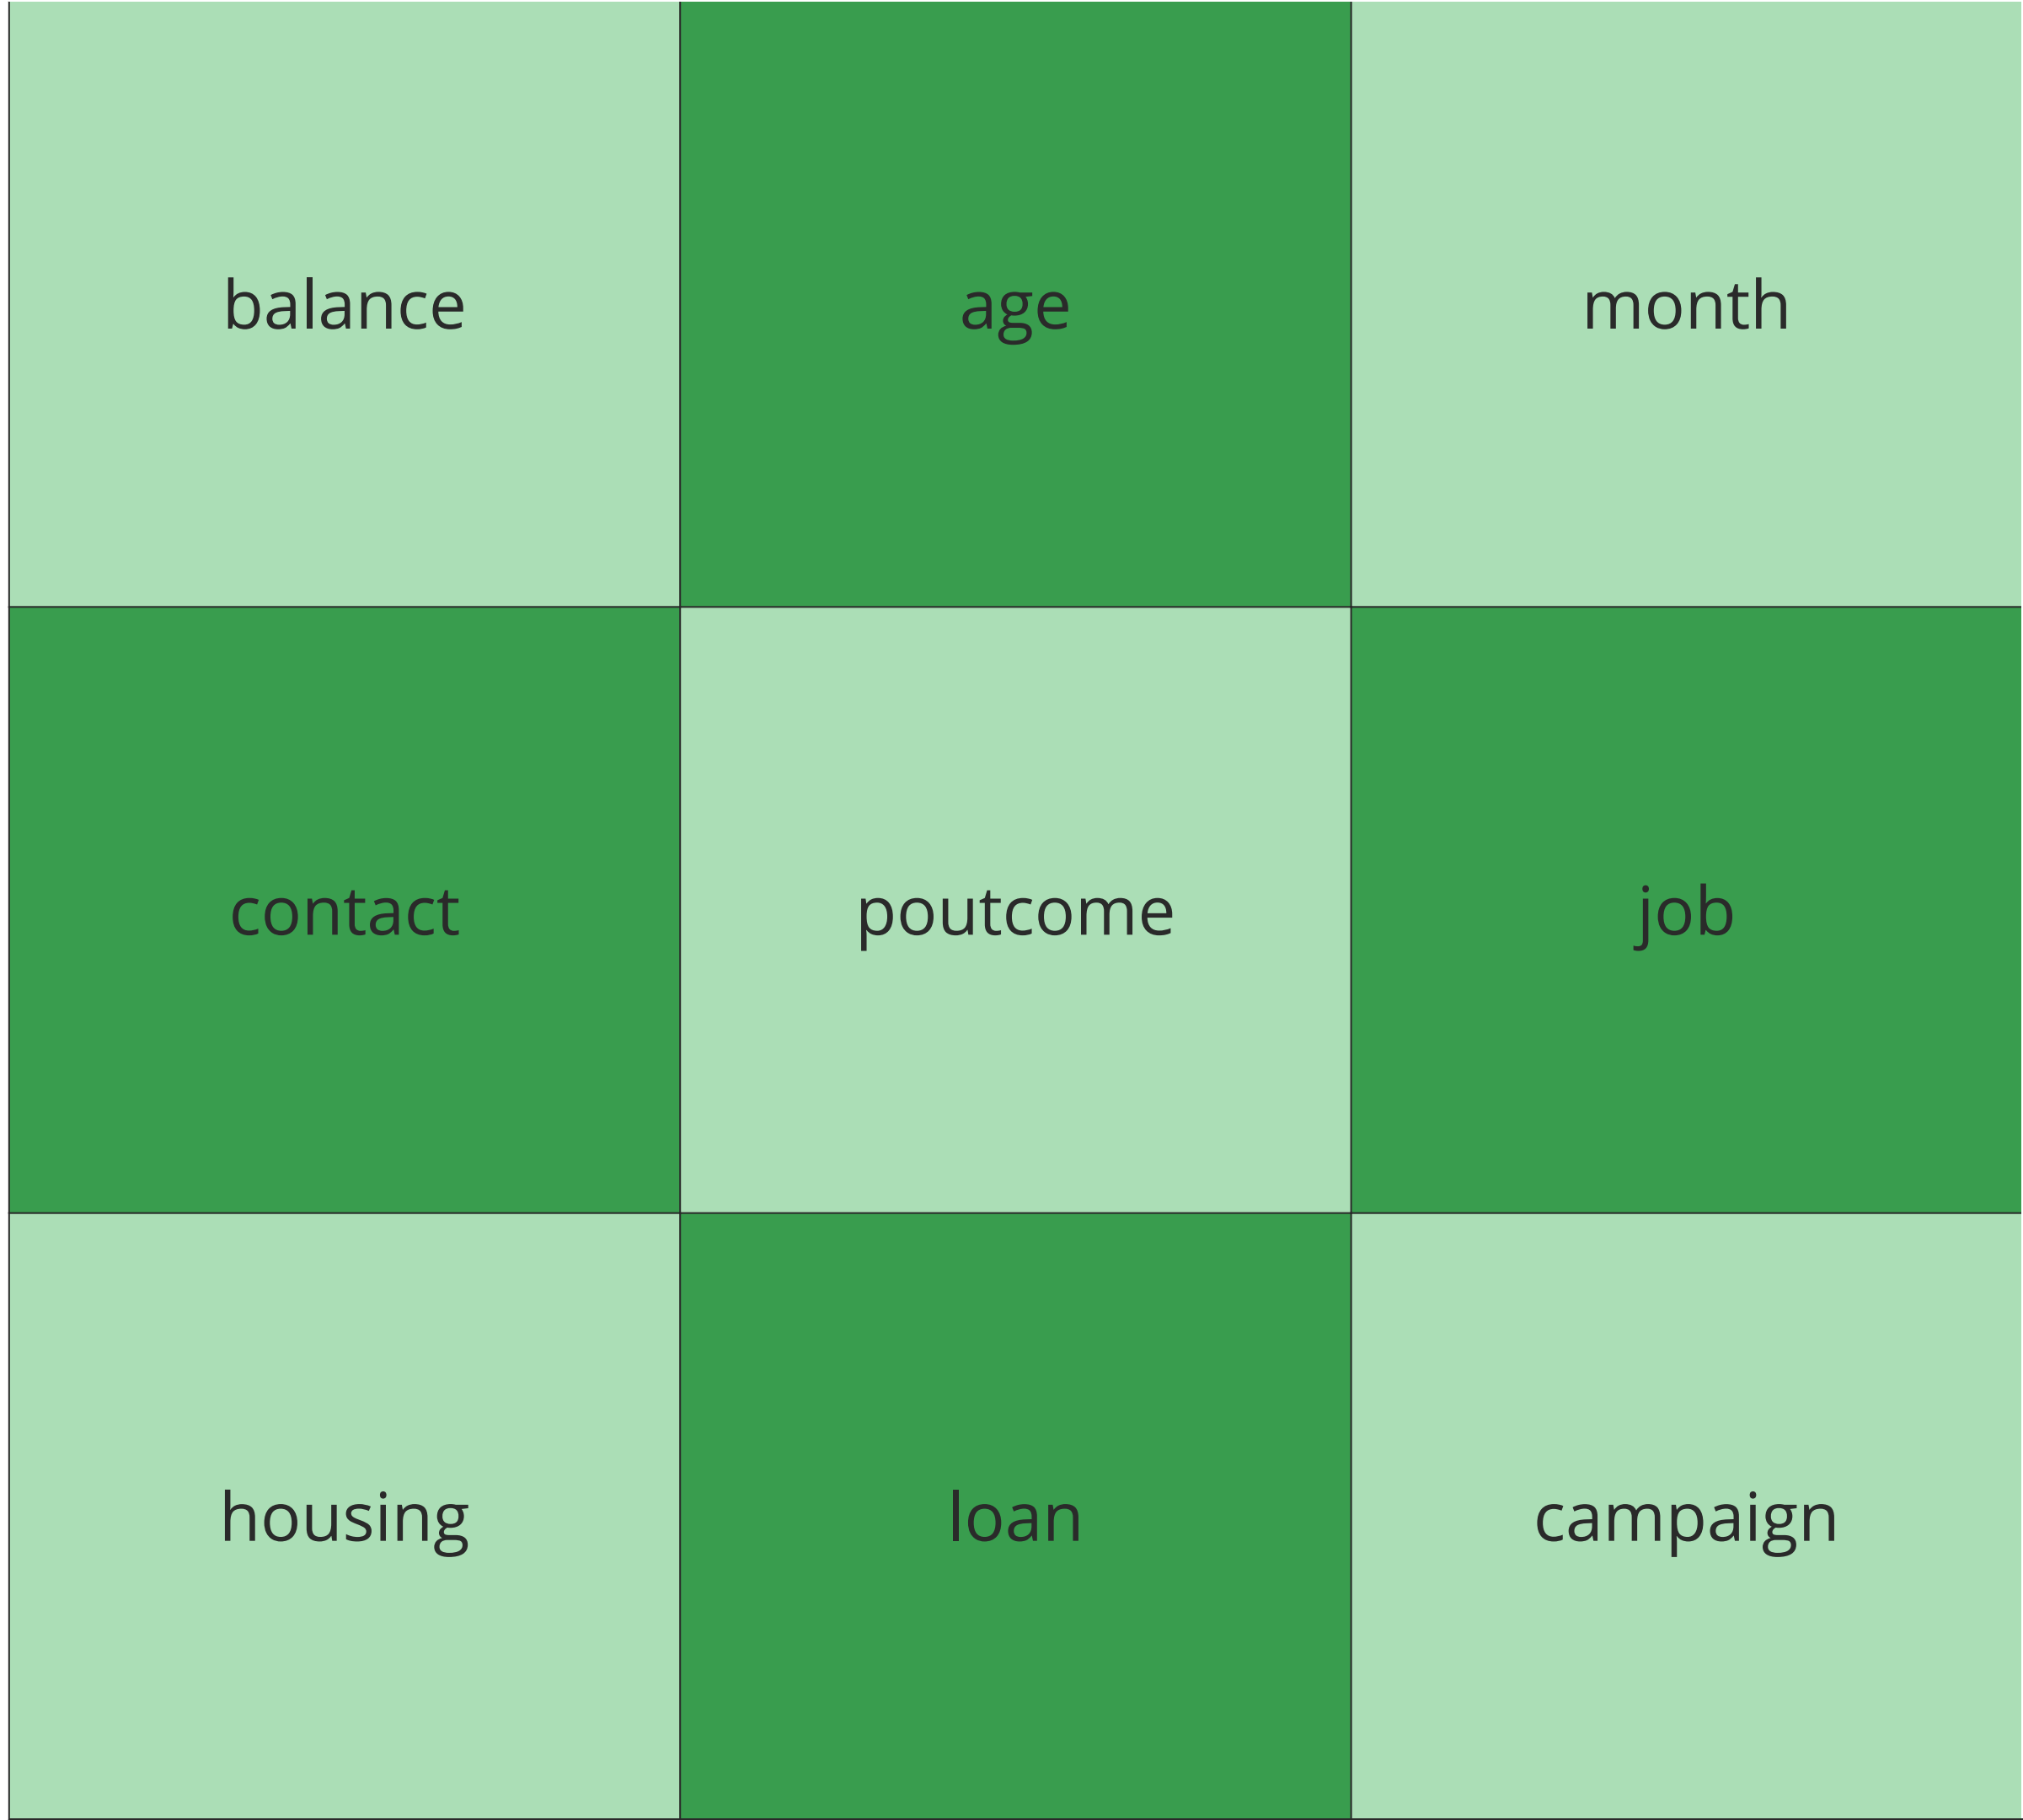 balance
age
month
contact
poutcome
job
housing
loan
campaign